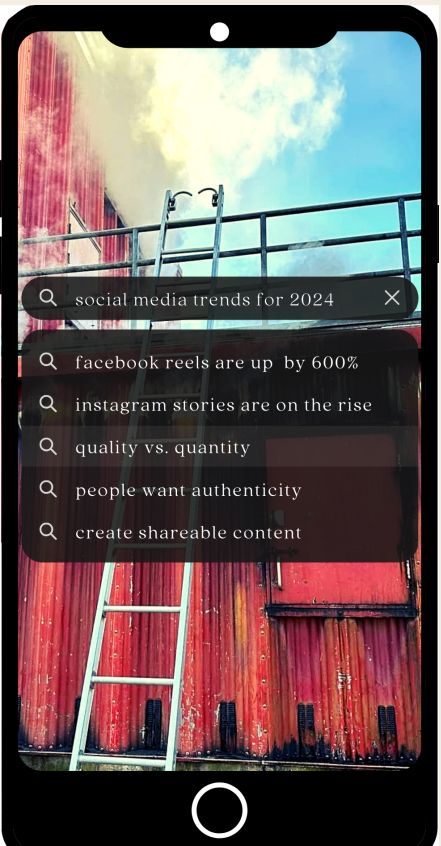 social media trends for 2024
facebook reels are up by 600%
instagram stories are on the rise
quality vs. quantity
people want authenticity
create shareable content